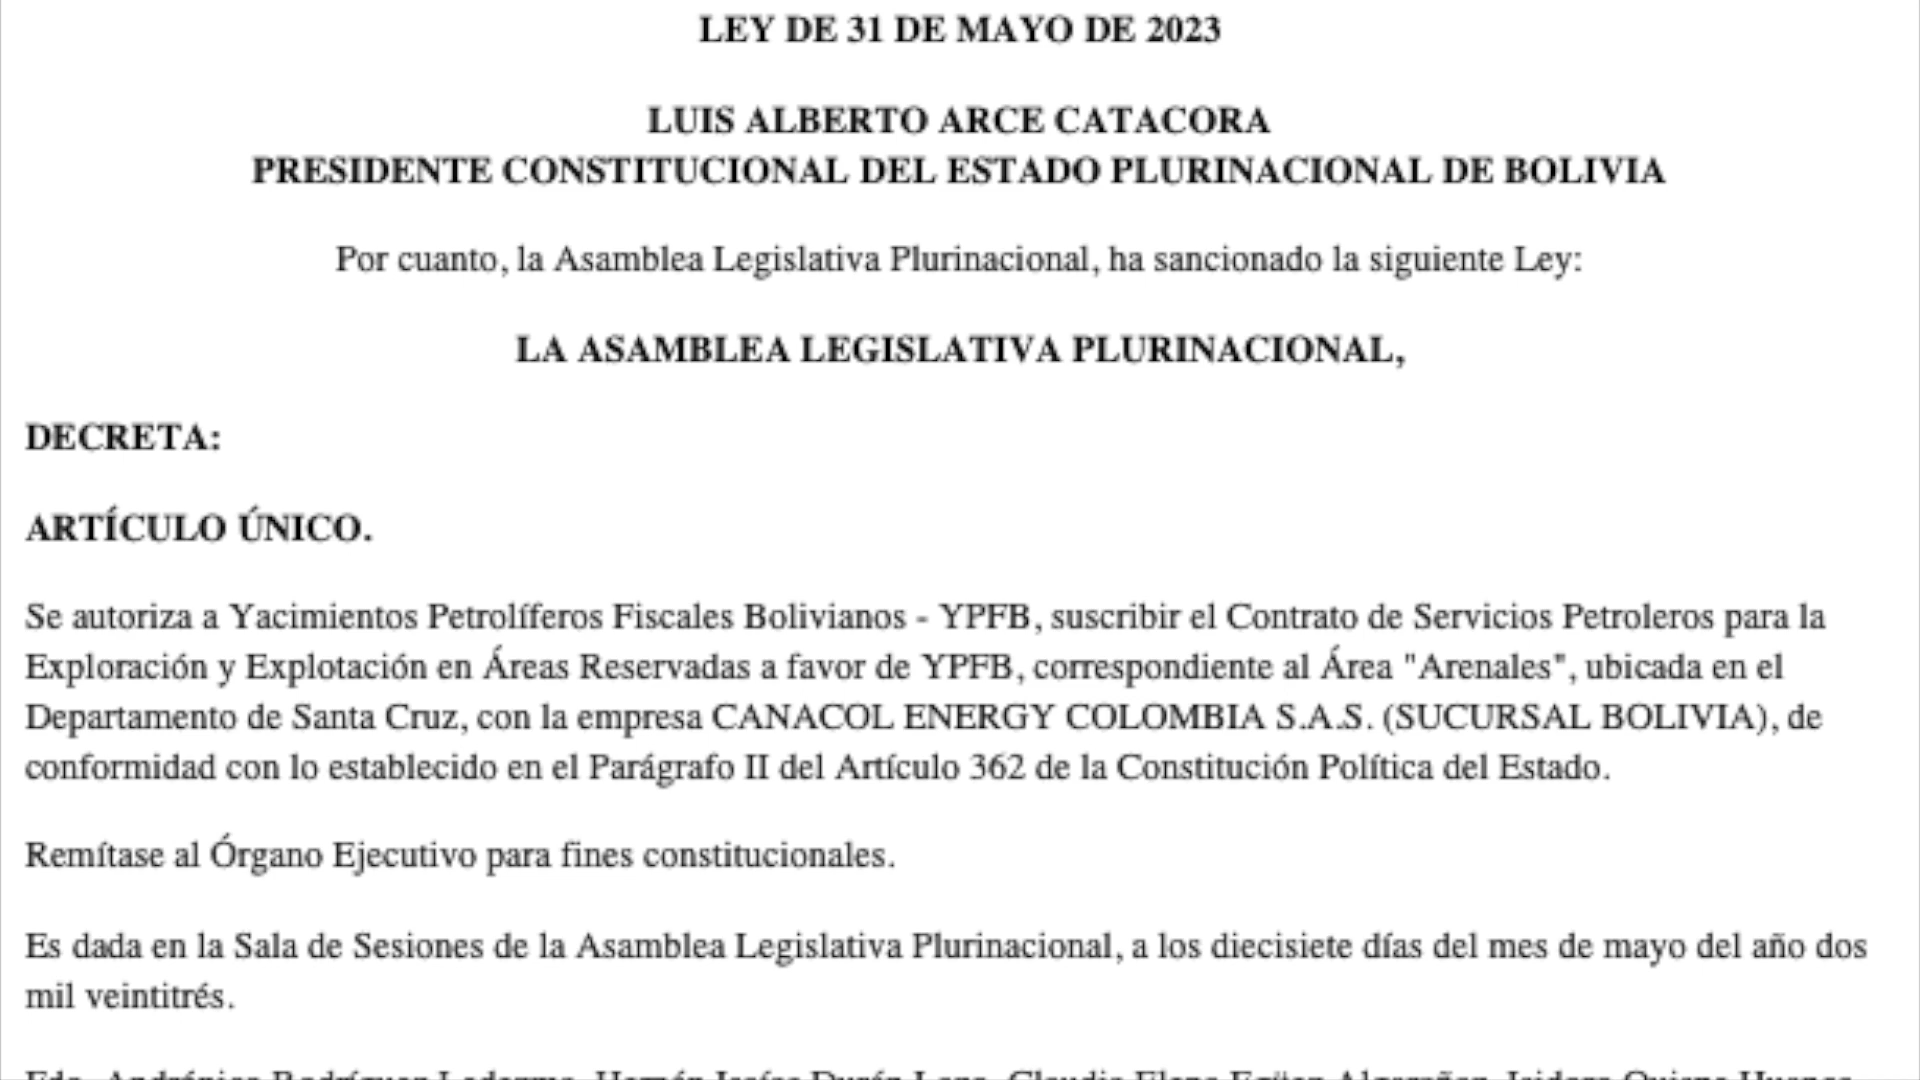 LEY DE 31 DE MAYO DE 2023
LUIS ALBERTO ARCE CATACORA
PRESIDENTE CONSTITUCIONAL DEL ESTADO PLURINACIONAL DE BOLIVIA
Por cuanto, la Asamblea Legislativa Plurinacional, ha sancionado la siguiente Ley:
LA ASAMBLEA LEGISLATIVA PLURINACIONAL,
DECRETA:
ARTÍCULO ÚNICO.
Se autoriza a Yacimientos Petrolíferos Fiscales Bolivianos - YPFB, suscribir el Contrato de Servicios Petroleros para la
Exploración y Explotación en Áreas Reservadas a favor de YPFB, correspondiente al Área "Arenales", ubicada en el
Departamento de Santa Cruz, con la empresa CANACOL ENERGY COLOMBIA S.A.S. (SUCURSAL BOLIVIA), de
conformidad con lo establecido en el Parágrafo II del Artículo 362 de la Constitución Política del Estado.
Remítase al Órgano Ejecutivo para fines constitucionales.
Es dada en la Sala de Sesiones de la Asamblea Legislativa Plurinacional, a los diecisiete días del mes de mayo del año dos
mil veintitrés.